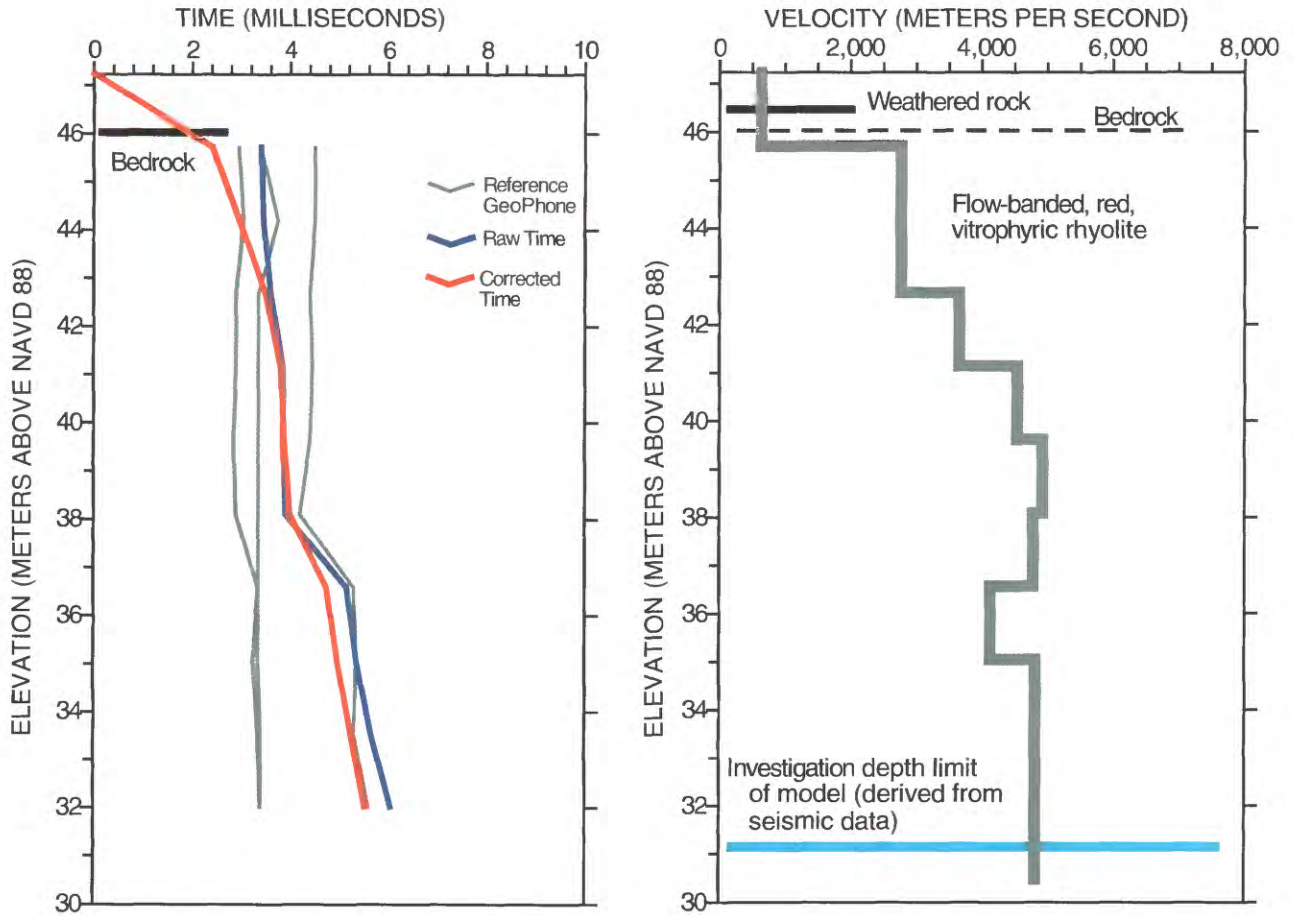 TIME (MILLISECONDS)
0 2 4 6 8 10
46
44
42
40
38
36
34
32
30
ELEVATION (METERS ABOVE NAVD 88)
Bedrock
Reference
GeoPhone
Raw Time
Corrected
Time
VELOCITY (METERS PER SECOND)
0 2,000 4,000 6,000 8,000
46
44
42
40
38
36
34
32
30
ELEVATION (METERS ABOVE NAVD 88)
Weathered rock
Bedrock
Flow-banded, red,
vitrophyric rhyolite
Investigation depth limit
of model (derived from
seismic data)